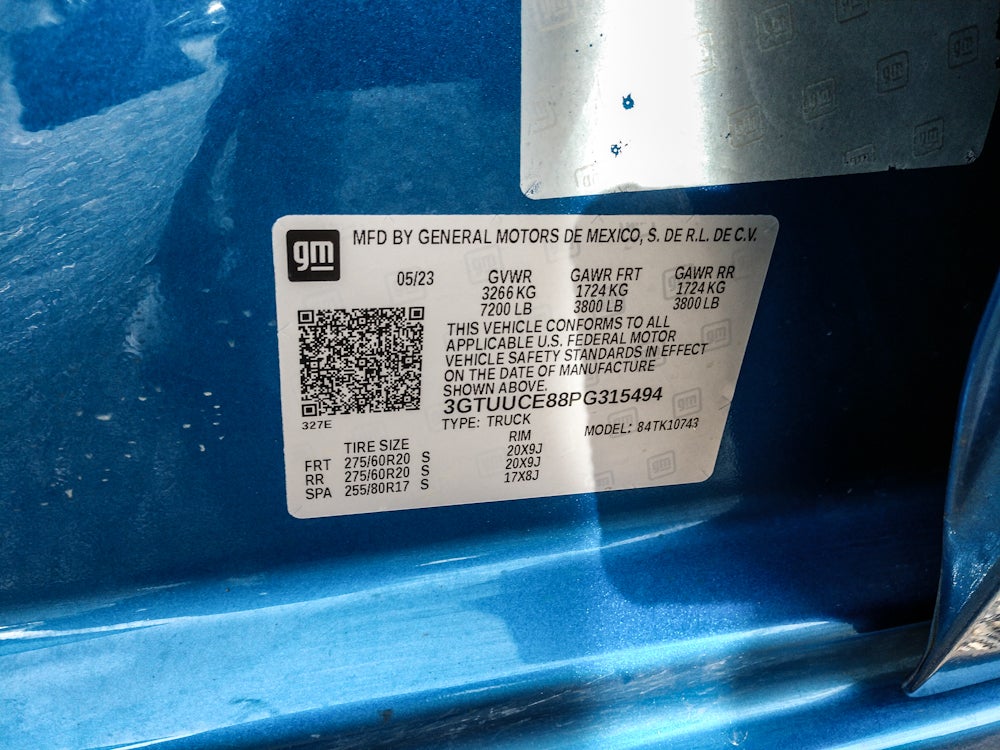 gm MFD BY GENERAL MOTORS DE MEXICO, S. DE R.L. DE C.V.
05/23 GVWR GAWR FRT GAWR RR
3266 KG 1724 KG 1724 KG
7200 LB 3800 LB 3800 LB
THIS VEHICLE CONFORMS TO ALL
APPLICABLE U.S. FEDERAL MOTOR
VEHICLE SAFETY STANDARDS IN EFFECT
ON THE DATE OF MANUFACTURE
SHOWN ABOVE.
3GTUUCE88PG315494
327E
TYPE: TRUCK MODEL: 84TK10743
TIRE SIZE RIM
FRT 275/60R20 S 20X9J
RR 275/60R20 S 20X9J
SPA 255/80R17 S 17X8J